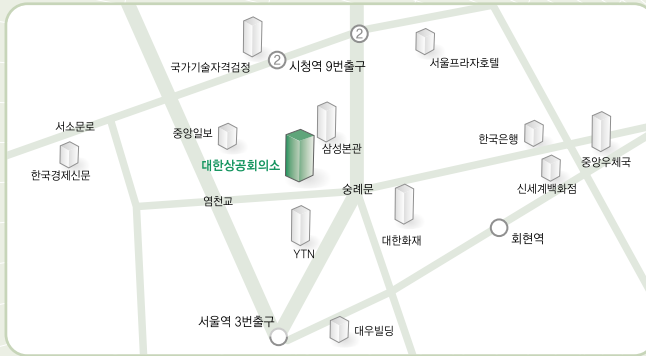 2
국가기술자격검정
2
시청역 9번출구
서울프라자호텔
서소문로
중앙일보
삼성본관
한국은행
중앙우체국
한국경제신문
대한상공회의소
신세계백화점
염천교
숭례문
대한화재
회현역
YTN
서울역 3번출구
대우빌딩